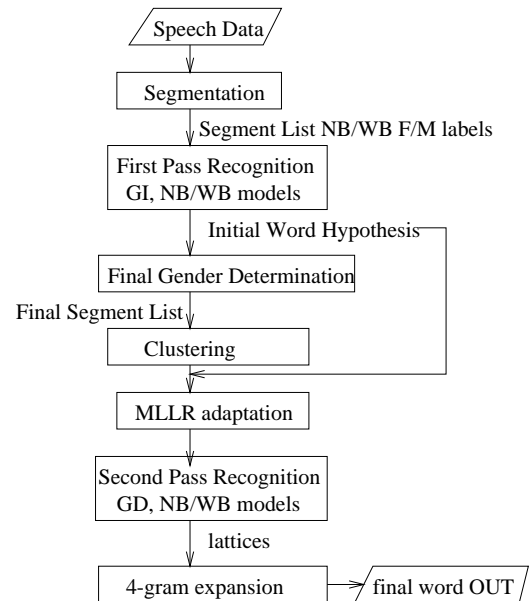 Speech Data
Segmentation
Segment List NB/WB F/M labels
First Pass Recognition
GI, NB/WB models
Initial Word Hypothesis
Final Gender Determination
Final Segment List
Clustering
MLLR adaptation
Second Pass Recognition
GD, NB/WB models
lattices
4-gram expansion
final word OUT